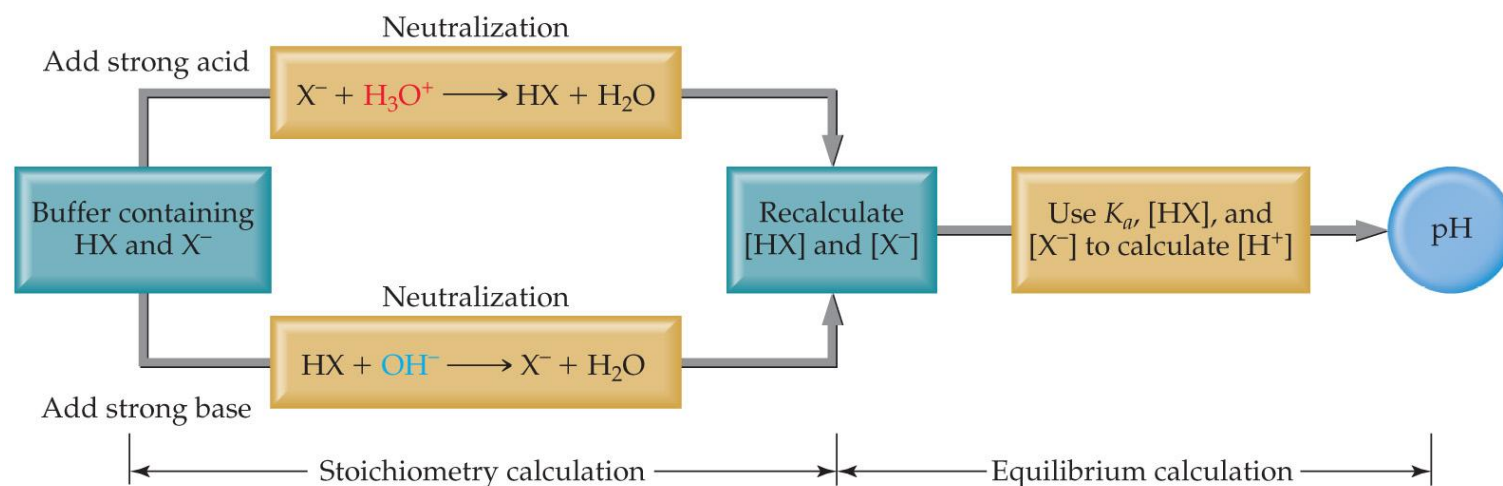 Neutralization
Add strong acid
X⁻ + H₃O⁺ ⟶ HX + H₂O
Buffer containing
HX and X⁻
Recalculate
[HX] and [X⁻]
Use Kₐ, [HX], and
[X⁻] to calculate [H⁺]
pH
Neutralization
HX + OH⁻ ⟶ X⁻ + H₂O
Add strong base
Stoichiometry calculation
Equilibrium calculation